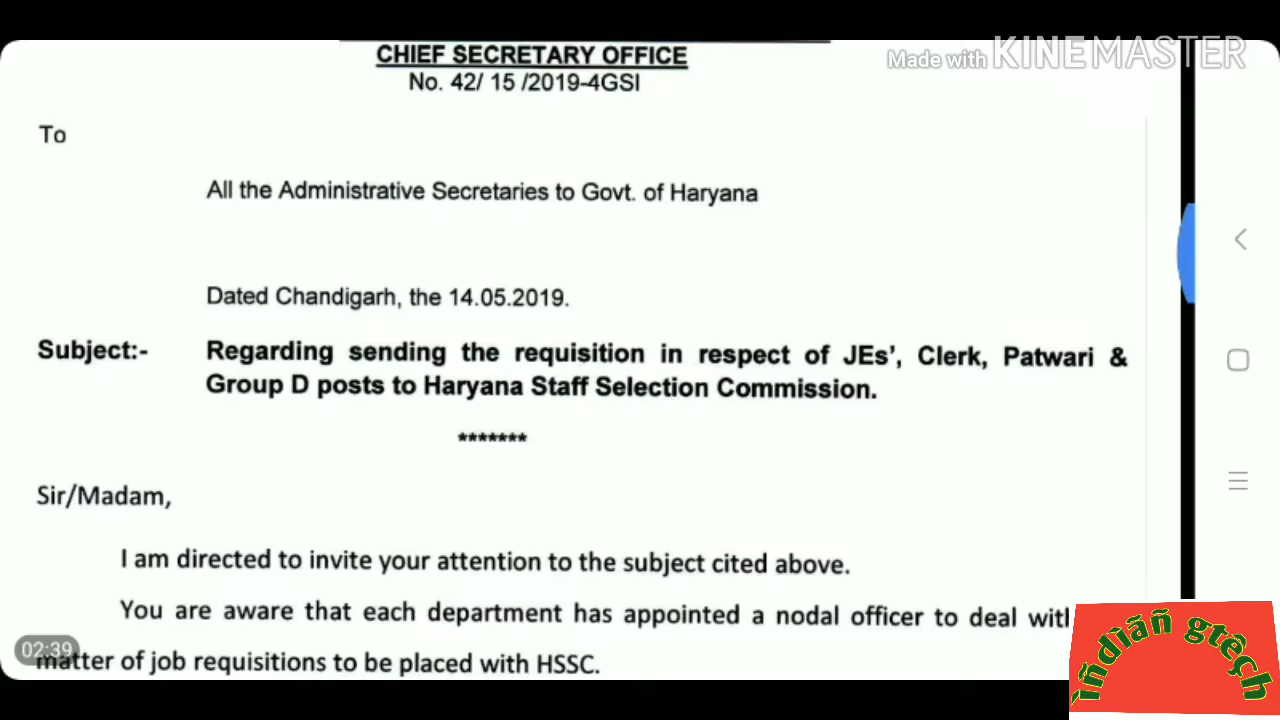 CHIEF SECRETARY OFFICE
Made with KINEMASTER
No. 42/ 15 /2019-4GSI
To
All the Administrative Secretaries to Govt. of Haryana
Dated Chandigarh, the 14.05.2019.
Subject:- Regarding sending the requisition in respect of JEs', Clerk, Patwari &
Group D posts to Haryana Staff Selection Commission.
*******
Sir/Madam,
I am directed to invite your attention to the subject cited above.
You are aware that each department has appointed a nodal officer to deal with
02:39
matter of job requisitions to be placed with HSSC.
ìñdìãñ gtêçh